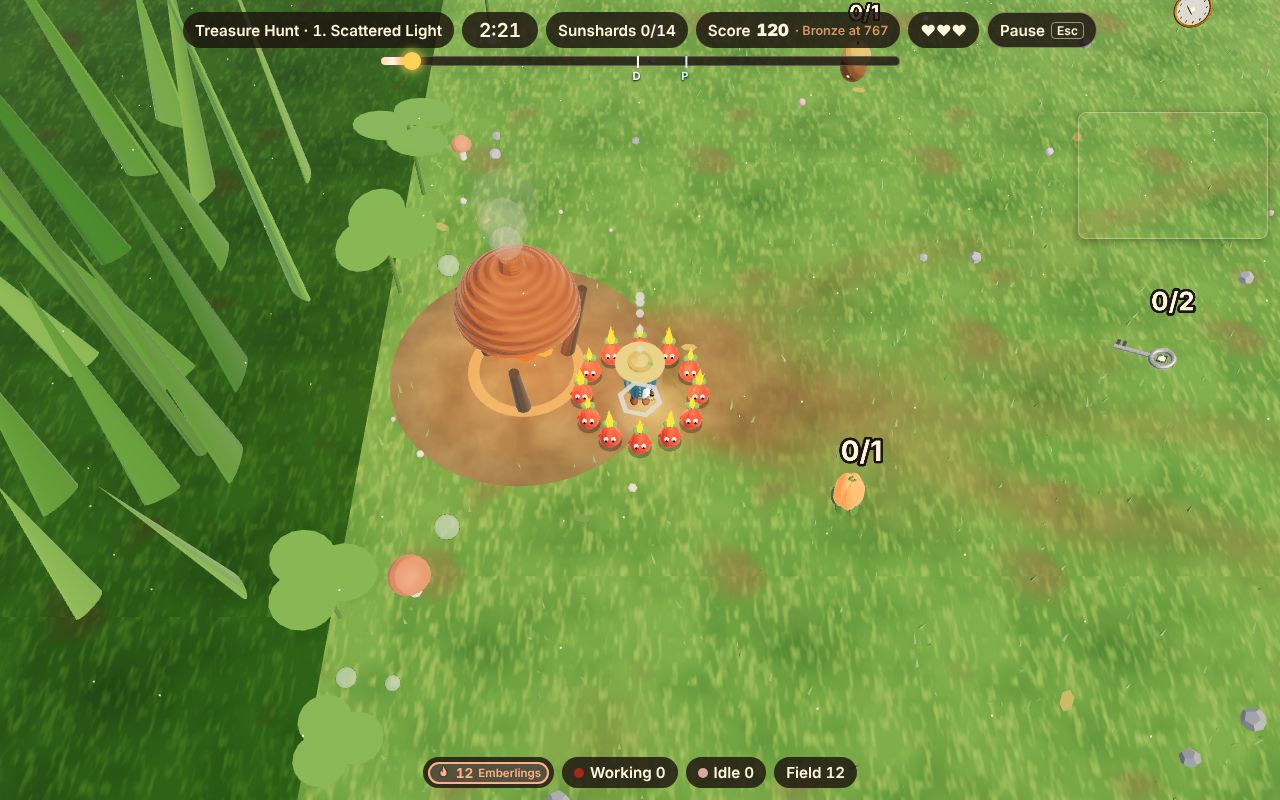 Treasure Hunt · 1. Scattered Light
2:21
Sunshards 0/14
Score 120 · Bronze at 767
Pause Esc
0/1
D
P
0/2
0/1
12 Emberlings
Working 0
Idle 0
Field 12